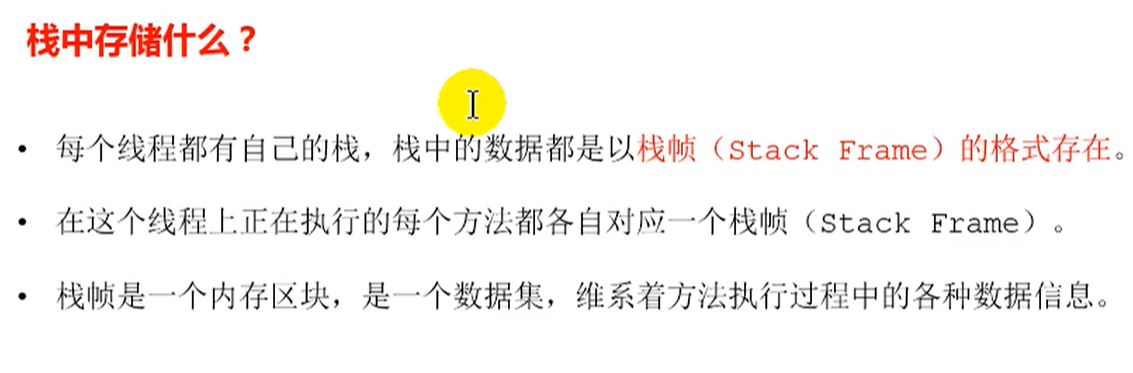 栈中存储什么？
• 每个线程都有自己的栈，栈中的数据都是以栈帧（Stack Frame）的格式存在。
• 在这个线程上正在执行的每个方法都各自对应一个栈帧（Stack Frame）。
• 栈帧是一个内存区块，是一个数据集，维系着方法执行过程中的各种数据信息。